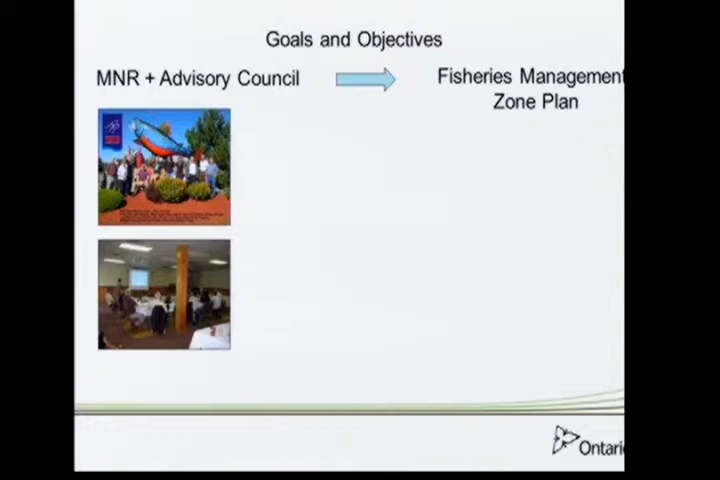 Goals and Objectives
MNR + Advisory Council
Fisheries Management
Zone Plan
Ontari